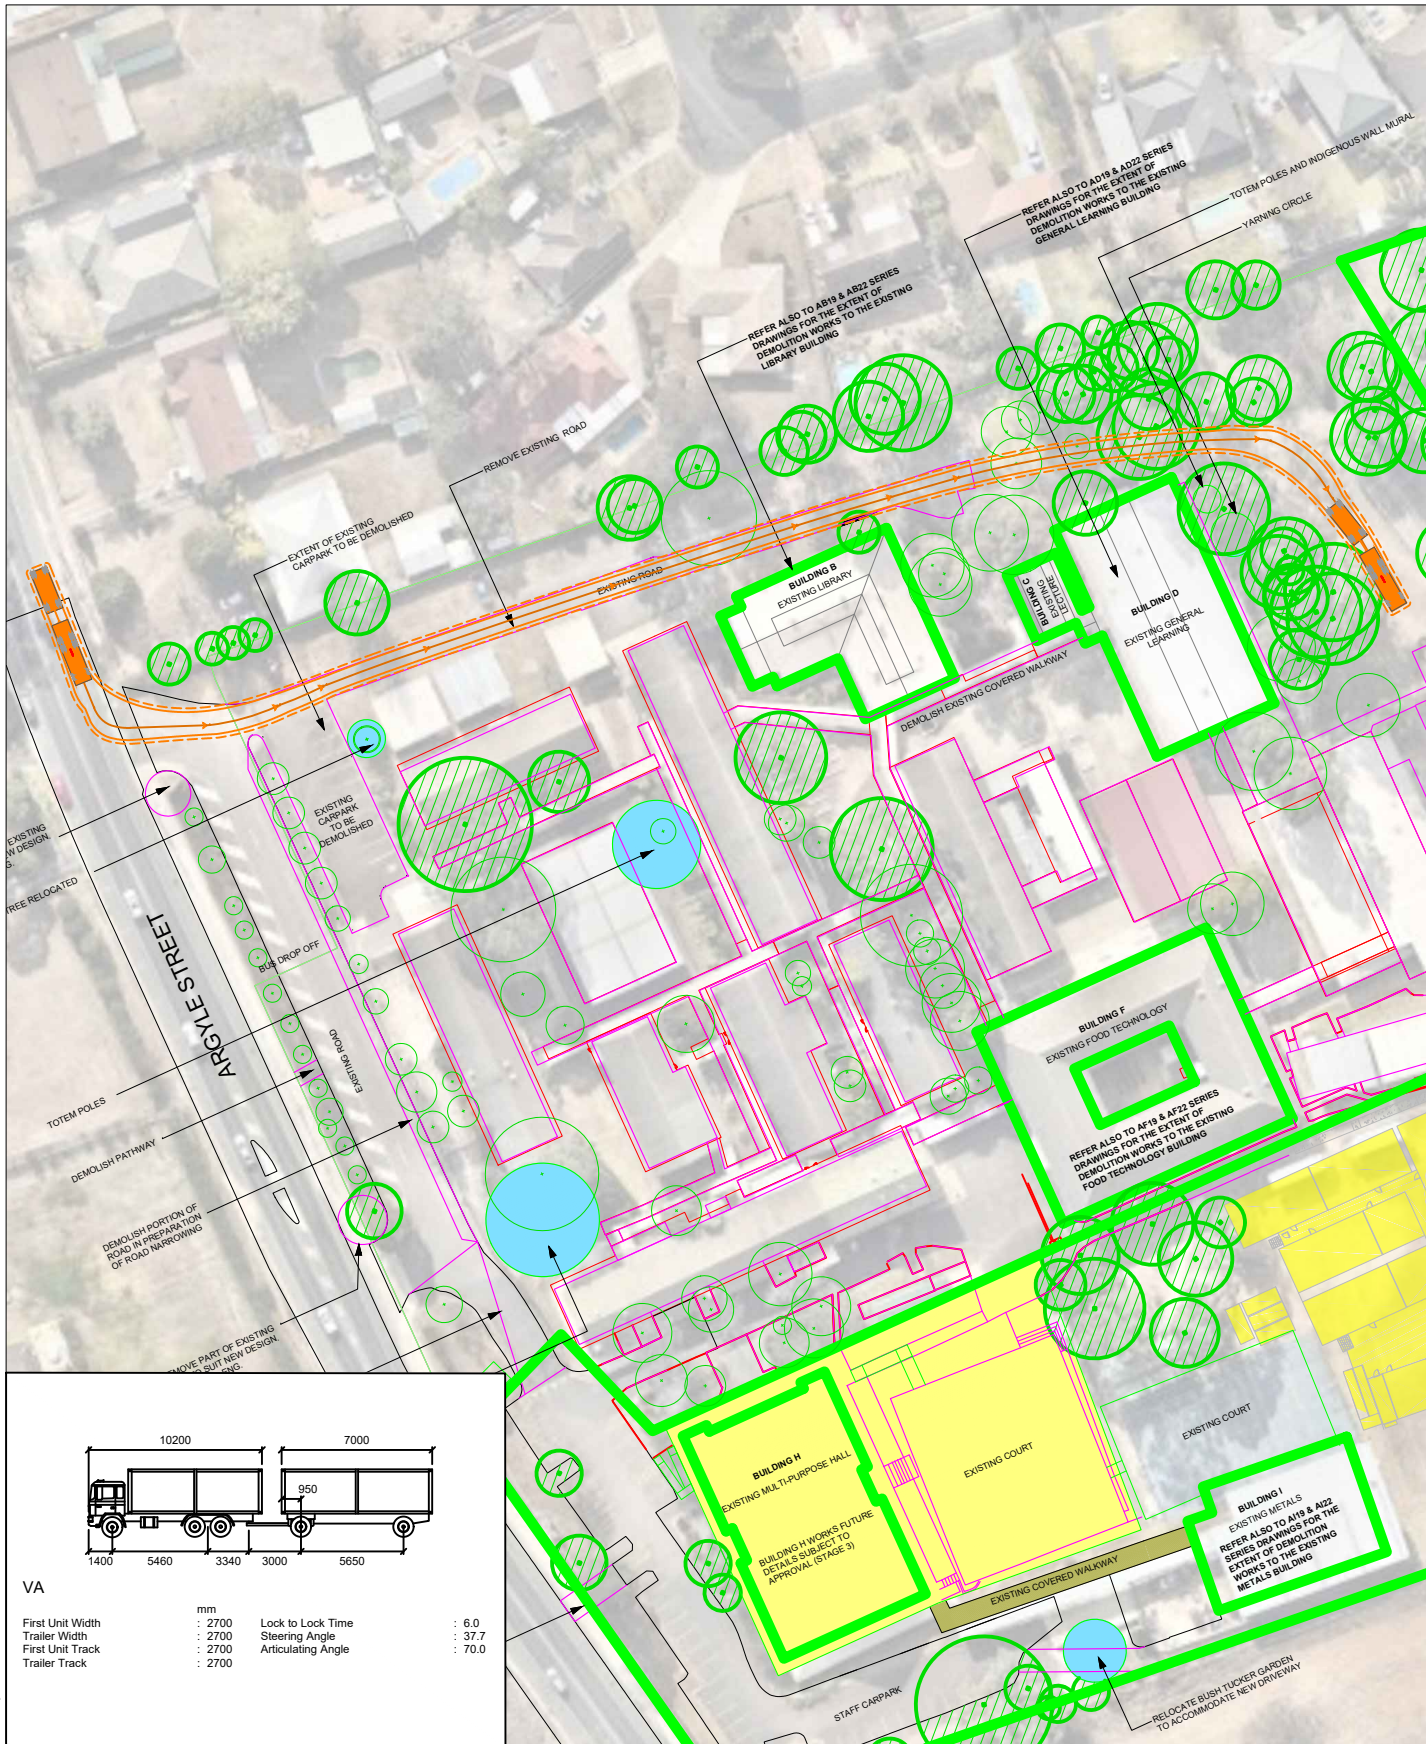 REFER ALSO TO AD19 & AD22 SERIES
DRAWINGS FOR THE EXTENT OF
DEMOLITION WORKS TO THE EXISTING
GENERAL LEARNING BUILDING
TOTEM POLES AND INDIGENOUS WALL MURAL
YARNING CIRCLE
REFER ALSO TO AB19 & AB22 SERIES
DRAWINGS FOR THE EXTENT OF
DEMOLITION WORKS TO THE EXISTING
LIBRARY BUILDING
REMOVE EXISTING ROAD
EXTENT OF EXISTING
CARPARK TO BE DEMOLISHED
EXISTING ROAD
BUILDING B
EXISTING LIBRARY
BUILDING C
EXISTING
LECTURE
BUILDING D
EXISTING GENERAL
LEARNING
DEMOLISH EXISTING COVERED WALKWAY
EXISTING
CARPARK
TO BE
DEMOLISHED
EXISTING
W DESIGN.
G.
TREE RELOCATED
ARGYLE STREET
BUS DROP OFF
EXISTING ROAD
TOTEM POLES
DEMOLISH PATHWAY
DEMOLISH PORTION OF
ROAD IN PREPARATION
OF ROAD NARROWING
BUILDING F
EXISTING FOOD TECHNOLOGY
REFER ALSO TO AF19 & AF22 SERIES
DRAWINGS FOR THE EXTENT OF
DEMOLITION WORKS TO THE EXISTING
FOOD TECHNOLOGY BUILDING
MOVE PART OF EXISTING
SUIT NEW DESIGN.
ENG.
BUILDING H
EXISTING MULTI-PURPOSE HALL
BUILDING H WORKS FUTURE
DETAILS SUBJECT TO
APPROVAL (STAGE 3)
EXISTING COURT
EXISTING COURT
BUILDING I
EXISTING METALS
REFER ALSO TO AI19 & AI22
SERIES DRAWINGS FOR THE
EXTENT OF DEMOLITION
WORKS TO THE EXISTING
METALS BUILDING
EXISTING COVERED WALKWAY
STAFF CARPARK
RELOCATE BUSH TUCKER GARDEN
TO ACCOMMODATE NEW DRIVEWAY
10200 7000
950
1400 5460 3340 3000 5650
VA
mm
First Unit Width : 2700 Lock to Lock Time : 6.0
Trailer Width : 2700 Steering Angle : 37.7
First Unit Track : 2700 Articulating Angle : 70.0
Trailer Track : 2700